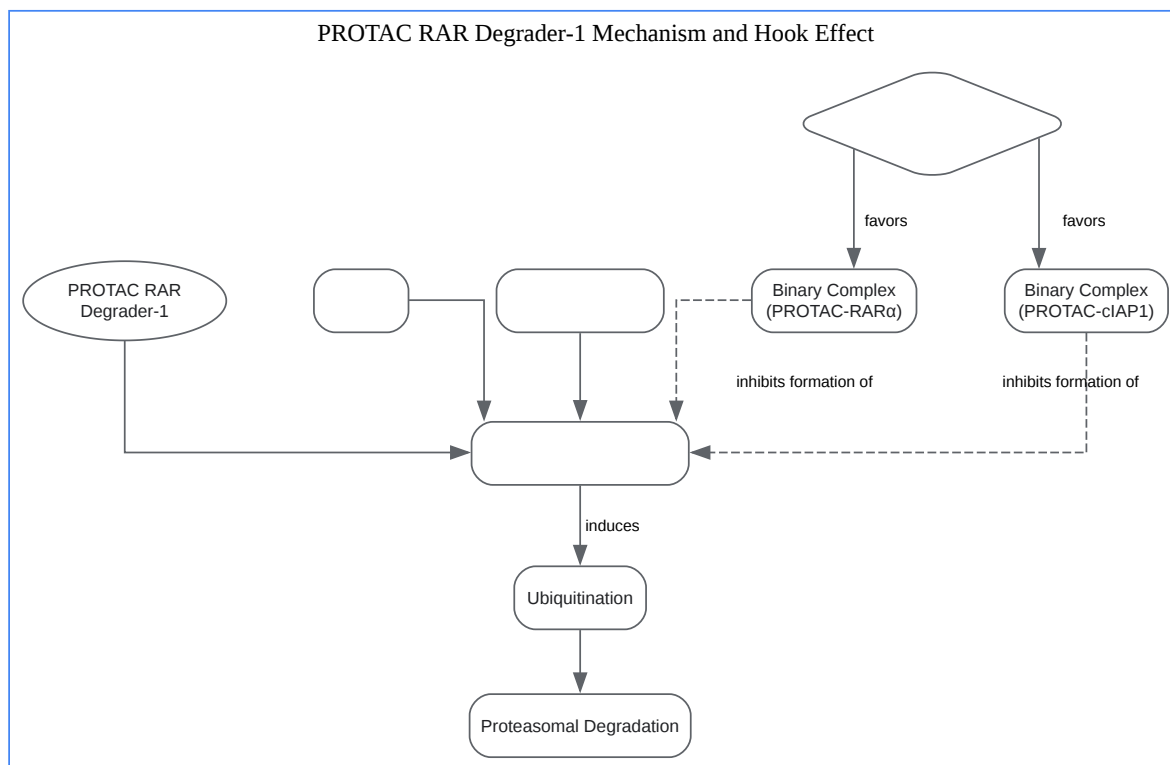 PROTAC RAR Degrader-1 Mechanism and Hook Effect
favors
favors
PROTAC RAR
Degrader-1
Binary Complex
(PROTAC-RARα)
Binary Complex
(PROTAC-cIAP1)
inhibits formation of
inhibits formation of
induces
Ubiquitination
Proteasomal Degradation